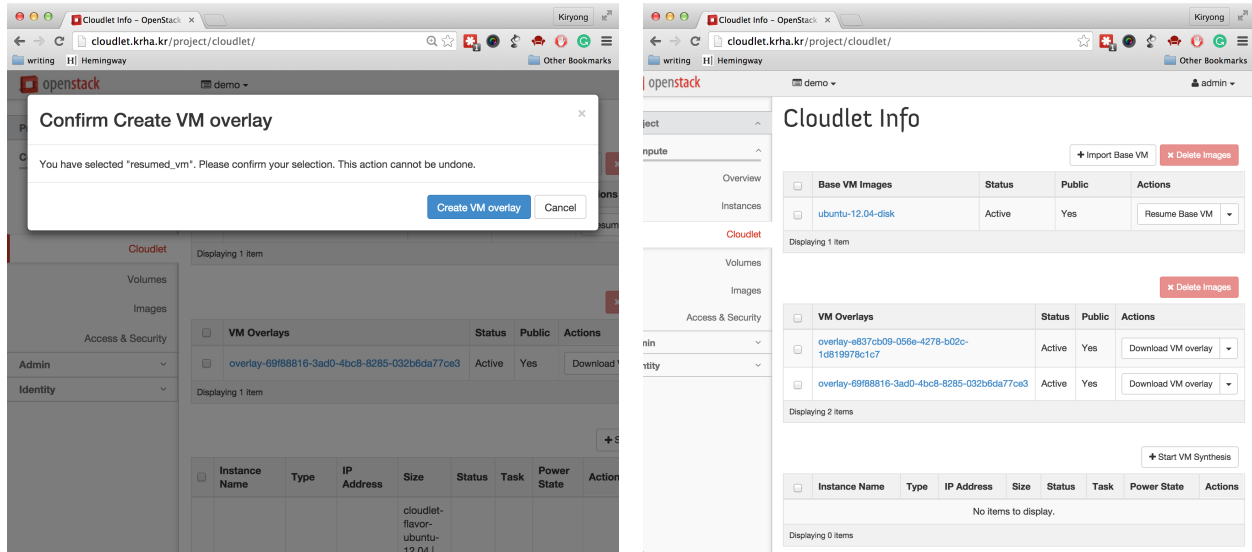 Cloudlet Info - OpenStack
Kiryong
cloudlet.krha.kr/project/cloudlet/
writing
Hemingway
Other Bookmarks
openstack
demo
Confirm Create VM overlay
×
You have selected "resumed_vm". Please confirm your selection. This action cannot be undone.
Create VM overlay
Cancel
Cloudlet
Volumes
Images
Access & Security
Admin
Identity
Displaying 1 item
VM Overlays Status Public Actions
overlay-69f88816-3ad0-4bc8-8285-032b6da77ce3 Active Yes Download
Displaying 1 item
Instance Name Type IP Address Size Status Task Power State Action
cloudlet-
flavor-
ubuntu-
12.04 |
Cloudlet Info - OpenStack
Kiryong
cloudlet.krha.kr/project/cloudlet/
writing
Hemingway
Other Bookmarks
openstack
demo
admin
ject
mpute
Overview
Instances
Cloudlet
Volumes
Images
Access & Security
nin
ntity
Cloudlet Info
+ Import Base VM
× Delete Images
Base VM Images Status Public Actions
ubuntu-12.04-disk Active Yes Resume Base VM
Displaying 1 item
× Delete Images
VM Overlays Status Public Actions
overlay-e837cb09-056e-4278-b02c-
1d819978c1c7 Active Yes Download VM overlay
overlay-69f88816-3ad0-4bc8-8285-032b6da77ce3 Active Yes Download VM overlay
Displaying 2 items
+ Start VM Synthesis
Instance Name Type IP Address Size Status Task Power State Actions
No items to display.
Displaying 0 items